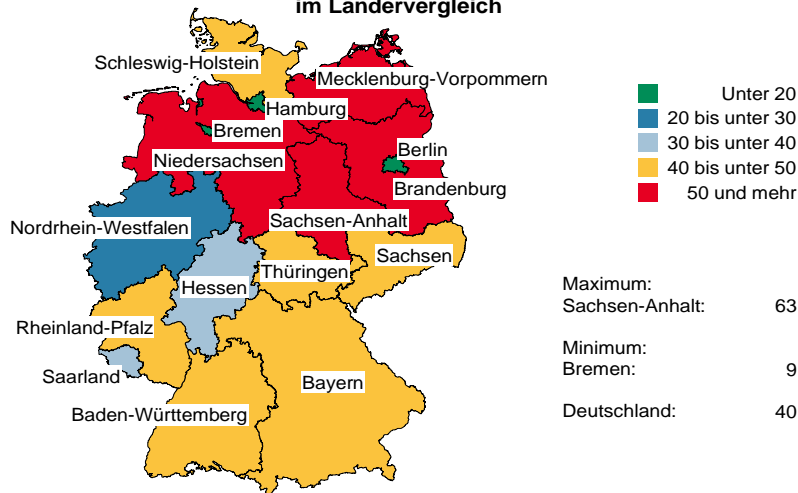 im Ländervergleich
Schleswig-Holstein
Mecklenburg-Vorpommern
Hamburg
Bremen
Niedersachsen
Berlin
Brandenburg
Sachsen-Anhalt
Nordrhein-Westfalen
Sachsen
Thüringen
Hessen
Rheinland-Pfalz
Saarland
Bayern
Baden-Württemberg
Unter 20
20 bis unter 30
30 bis unter 40
40 bis unter 50
50 und mehr
Maximum:
Sachsen-Anhalt: 63
Minimum:
Bremen: 9
Deutschland: 40